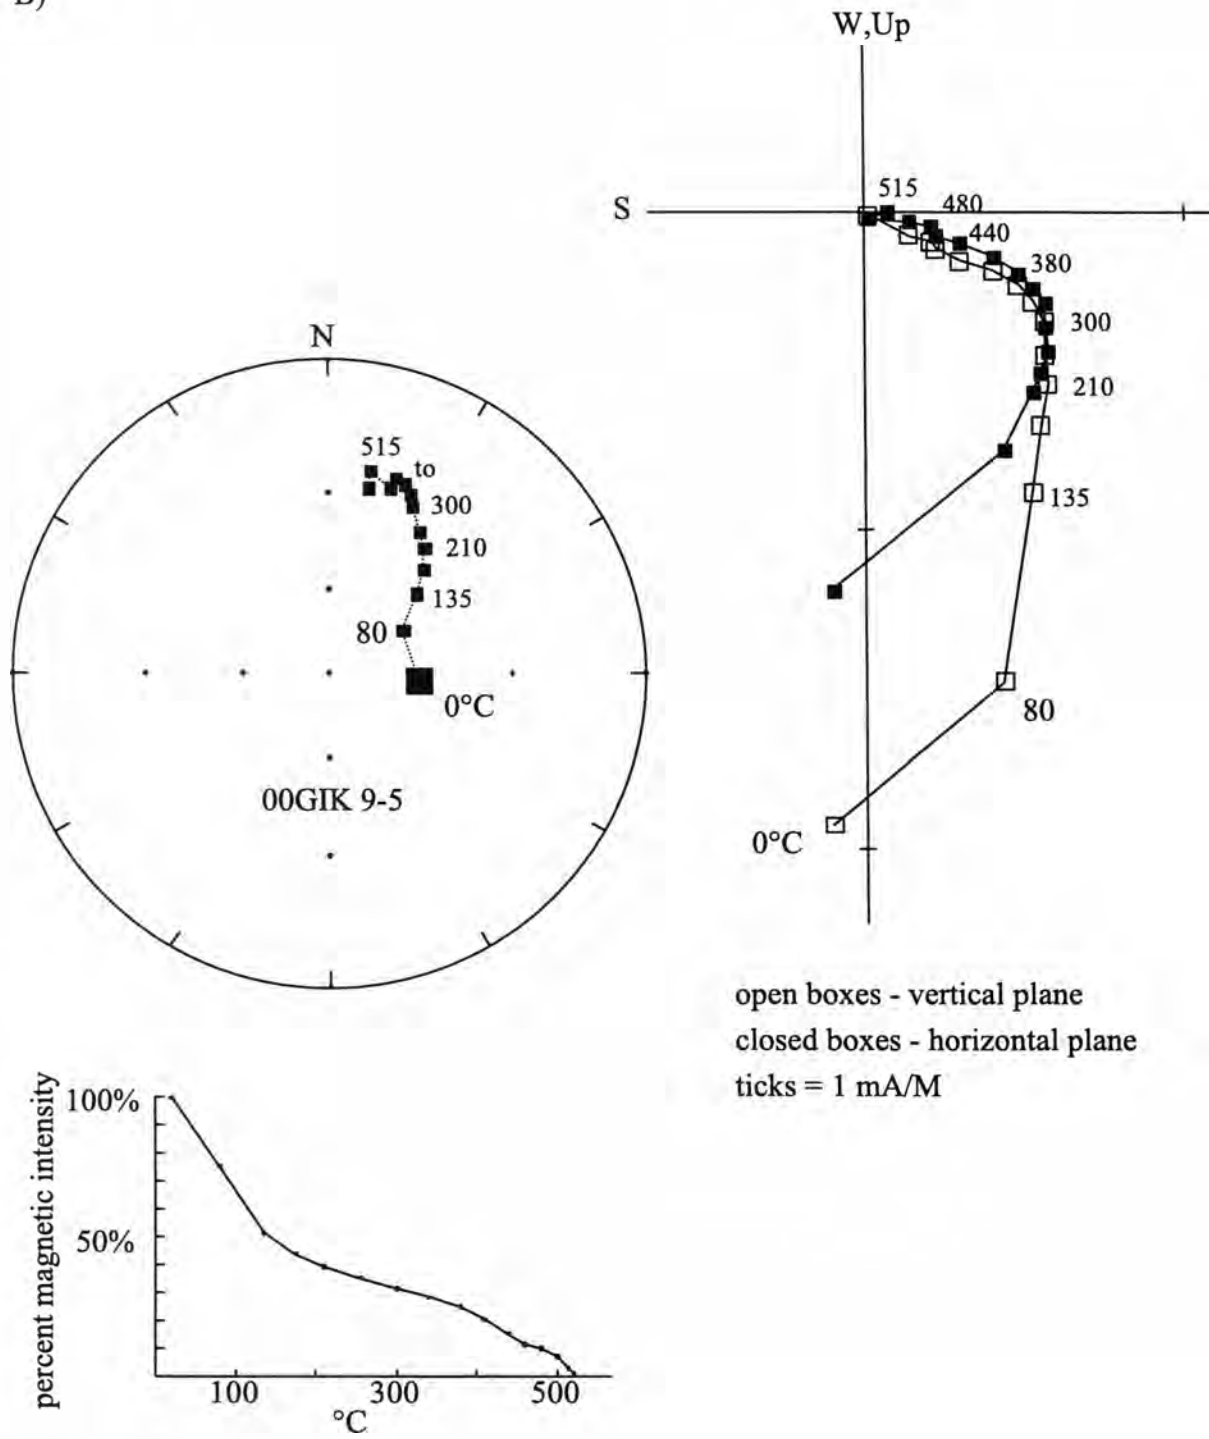 B)
W,Up
S
515
480
440
380
300
210
135
80
0°C
N
515
to
300
210
135
80
0°C
00GIK 9-5
open boxes - vertical plane
closed boxes - horizontal plane
ticks = 1 mA/M
percent magnetic intensity
100%
50%
100
300
500
°C